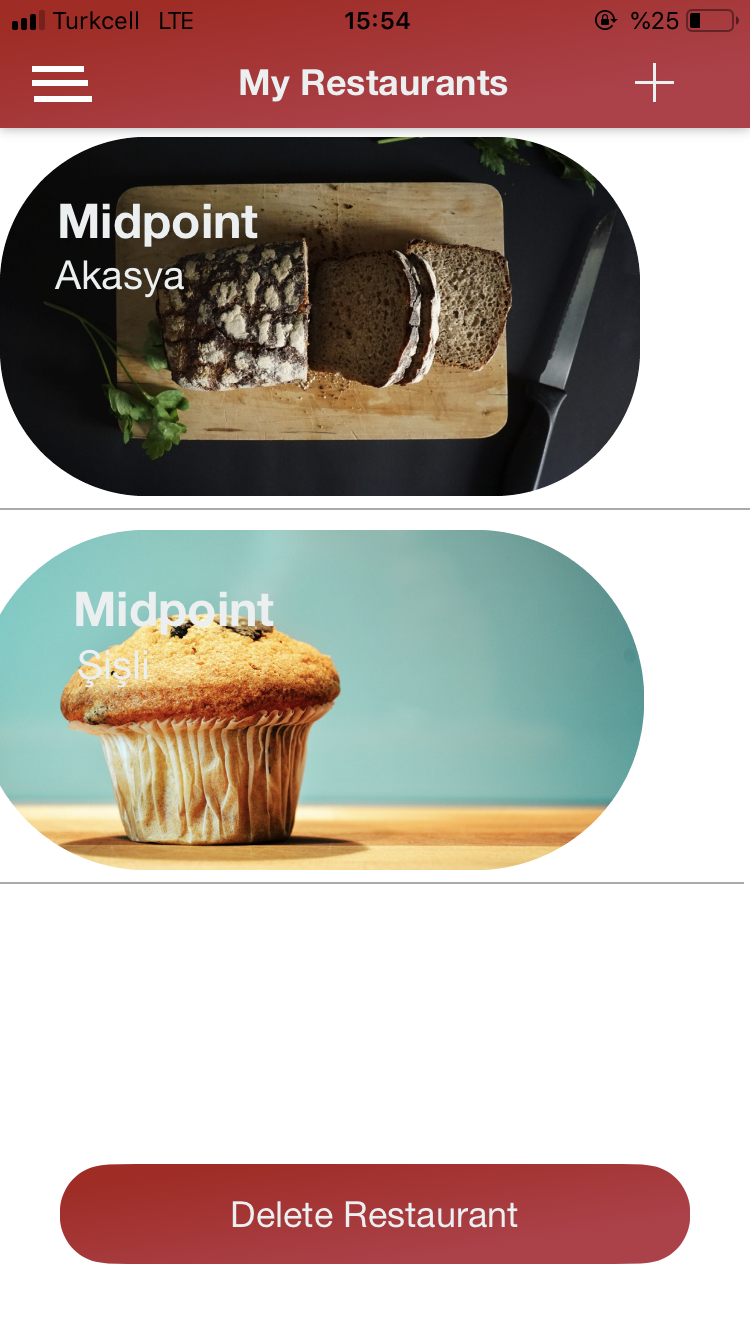 Turkcell LTE 15:54 %25
My Restaurants
Midpoint
Akasya
Midpoint
Şişli
Delete Restaurant